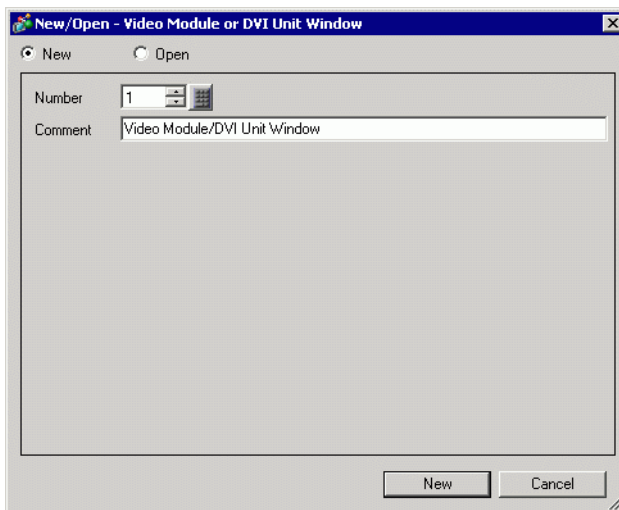 New/Open - Video Module or DVI Unit Window
New Open
Number 1
Comment Video Module/DVI Unit Window
New Cancel